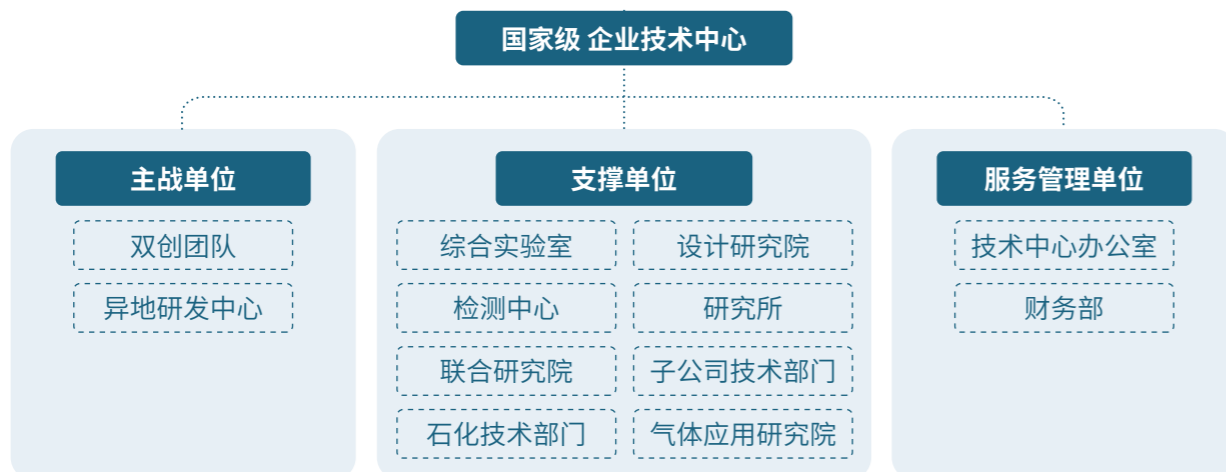 国家级 企业技术中心
主战单位
双创团队
异地研发中心
支撑单位
综合实验室
设计研究院
检测中心
研究所
联合研究院
子公司技术部门
石化技术部门
气体应用研究院
服务管理单位
技术中心办公室
财务部